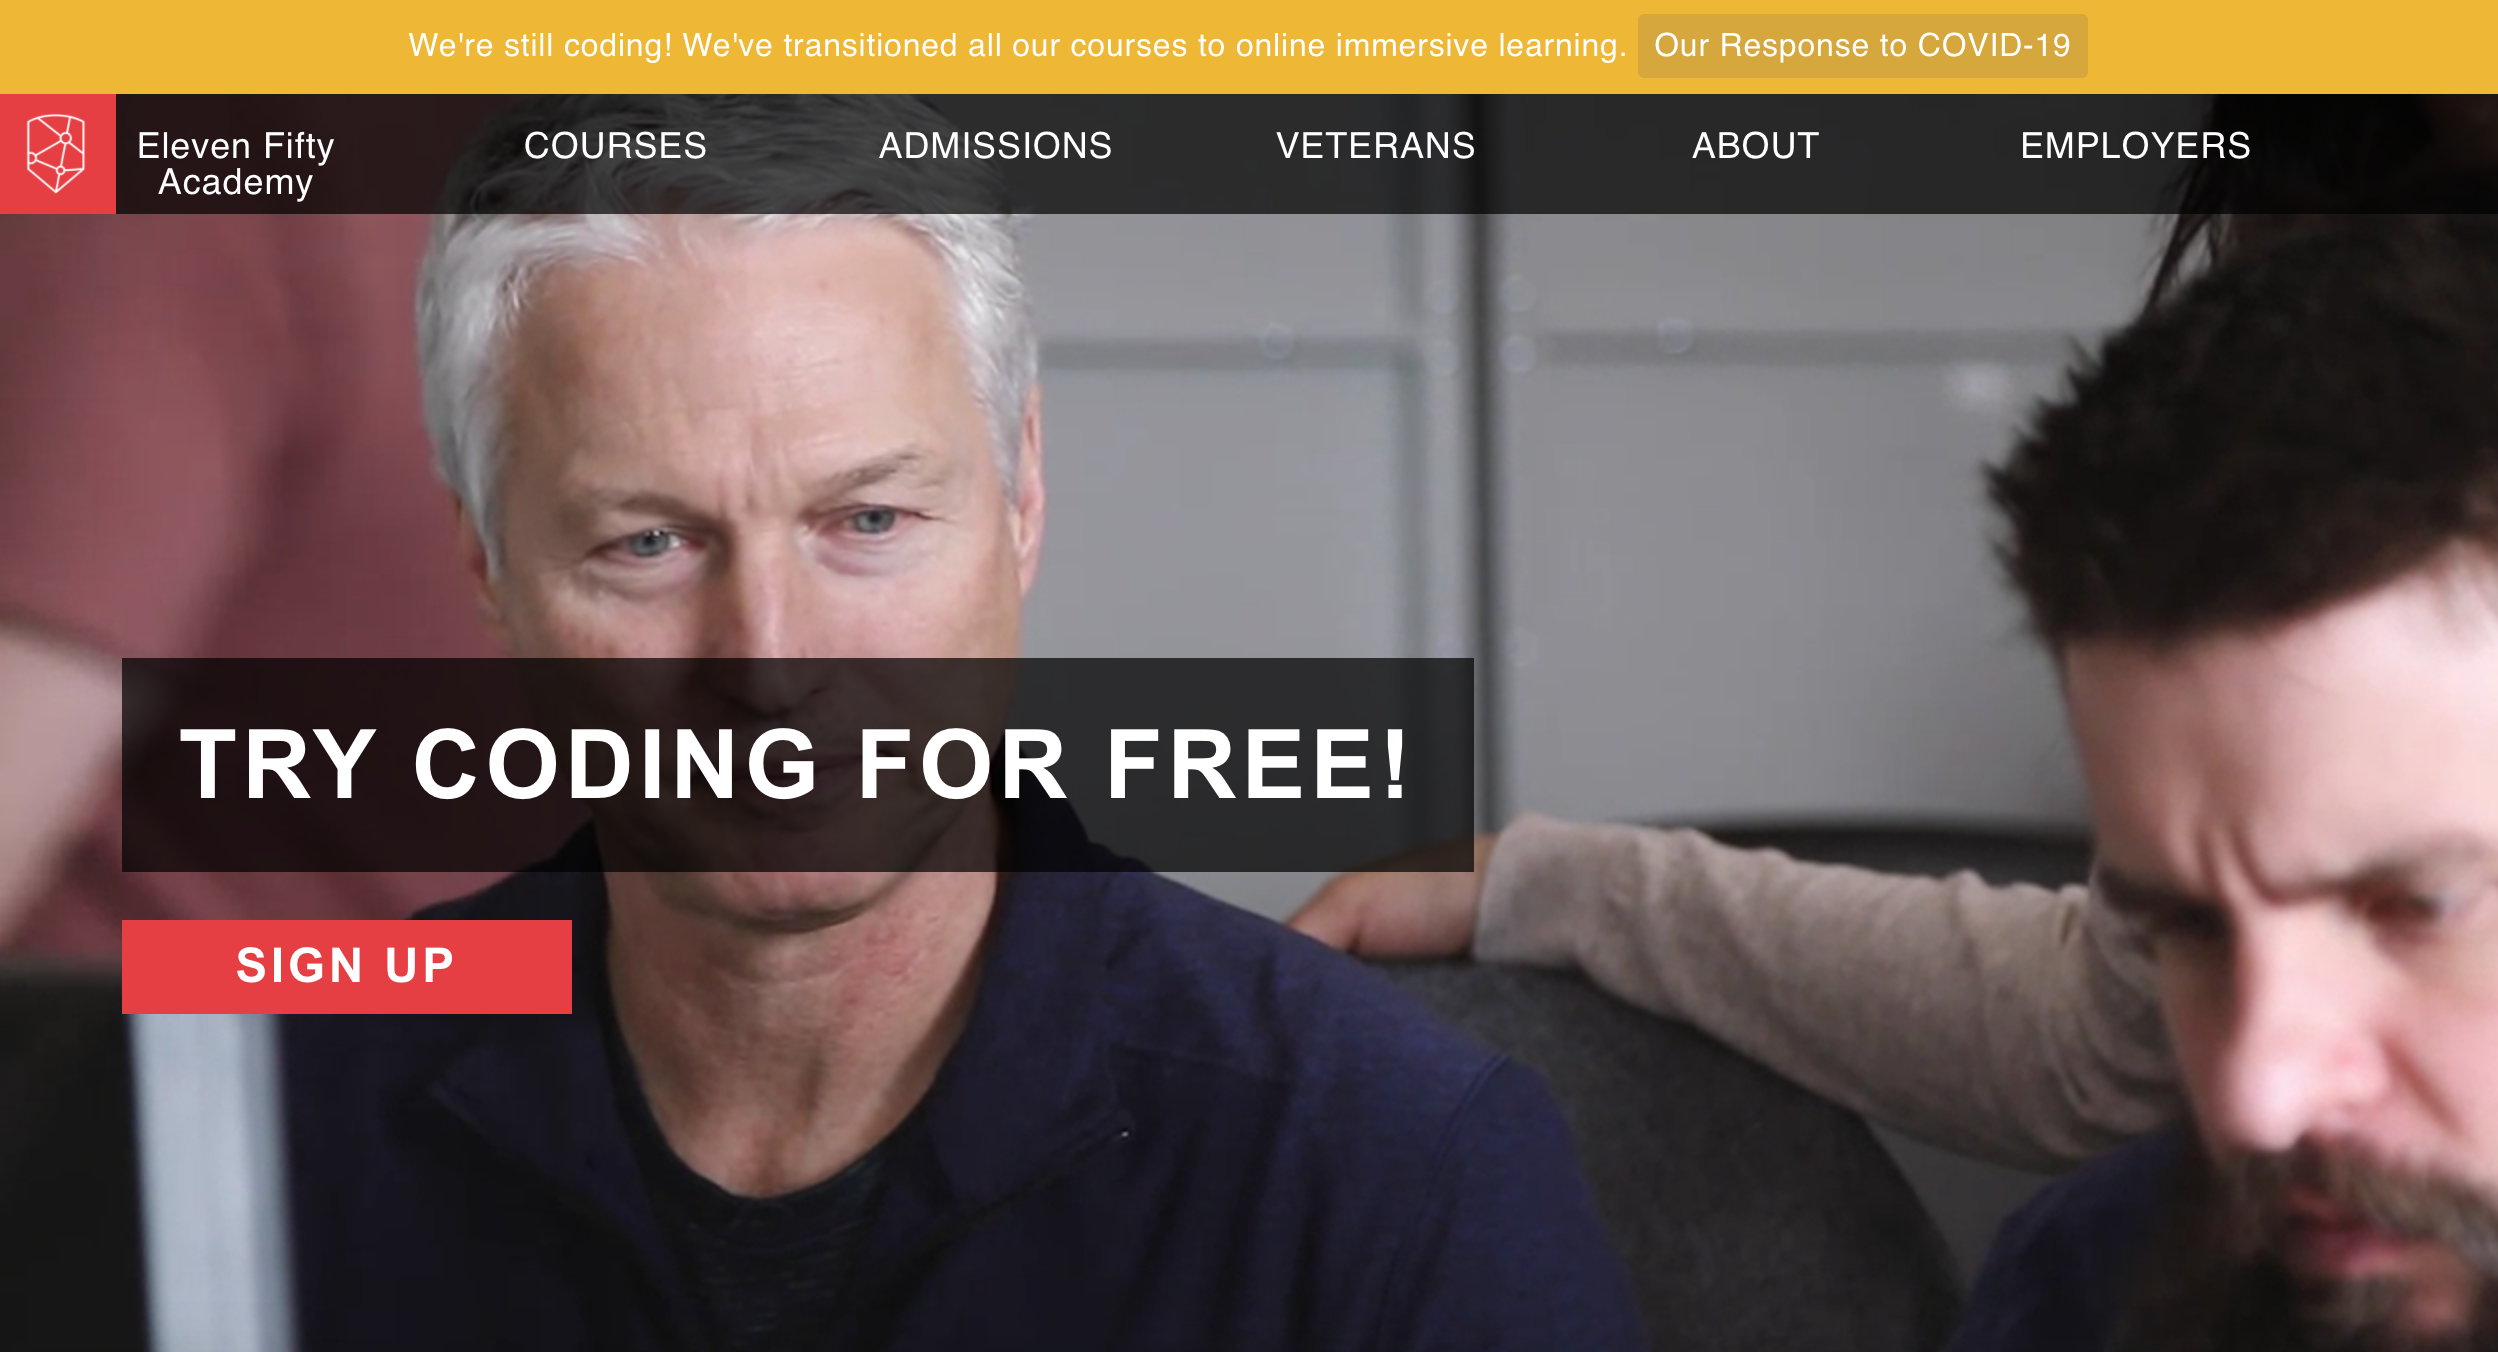 We're still coding! We've transitioned all our courses to online immersive learning. Our Response to COVID-19
Eleven Fifty
Academy
COURSES
ADMISSIONS
VETERANS
ABOUT
EMPLOYERS
TRY CODING FOR FREE!
SIGN UP